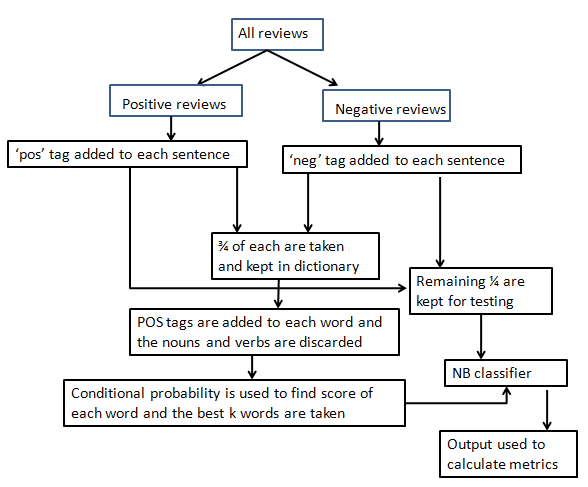 All reviews
Positive reviews
Negative reviews
‘pos’ tag added to each sentence
‘neg’ tag added to each sentence
¾ of each are taken
and kept in dictionary
Remaining ¼ are
kept for testing
POS tags are added to each word and
the nouns and verbs are discarded
NB classifier
Conditional probability is used to find score of
each word and the best k words are taken
Output used to
calculate metrics